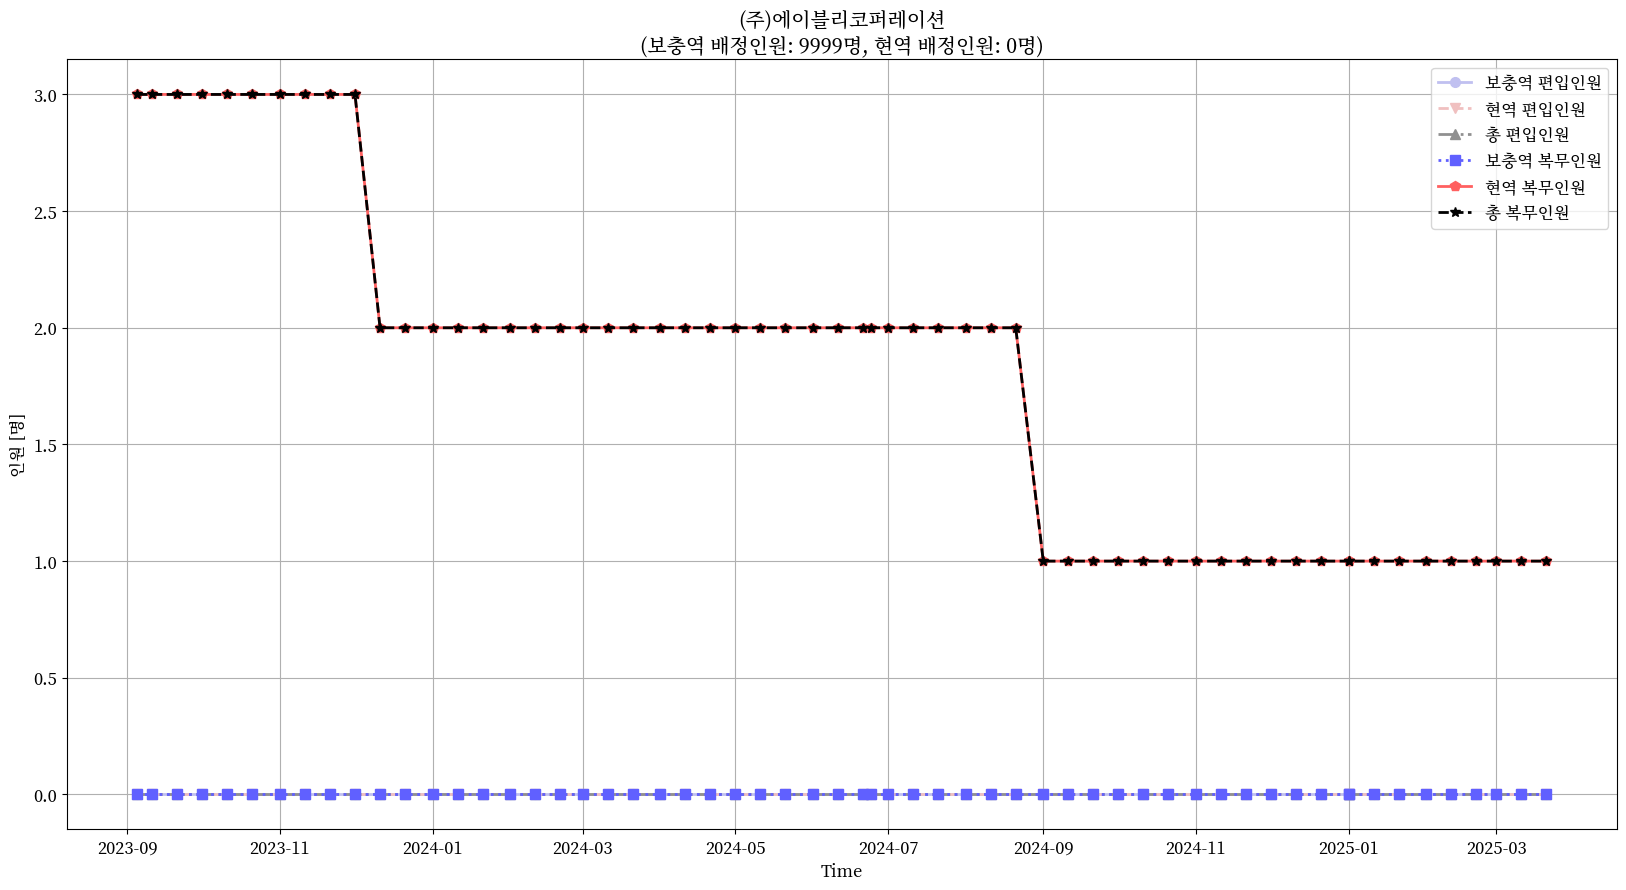 (주)에이블리코퍼레이션
(보충역 배정인원: 9999명, 현역 배정인원: 0명)
보충역 편입인원
현역 편입인원
총 편입인원
보충역 복무인원
현역 복무인원
총 복무인원
인원 [명]
3.0
2.5
2.0
1.5
1.0
0.5
0.0
2023-09 2023-11 2024-01 2024-03 2024-05 2024-07 2024-09 2024-11 2025-01 2025-03
Time